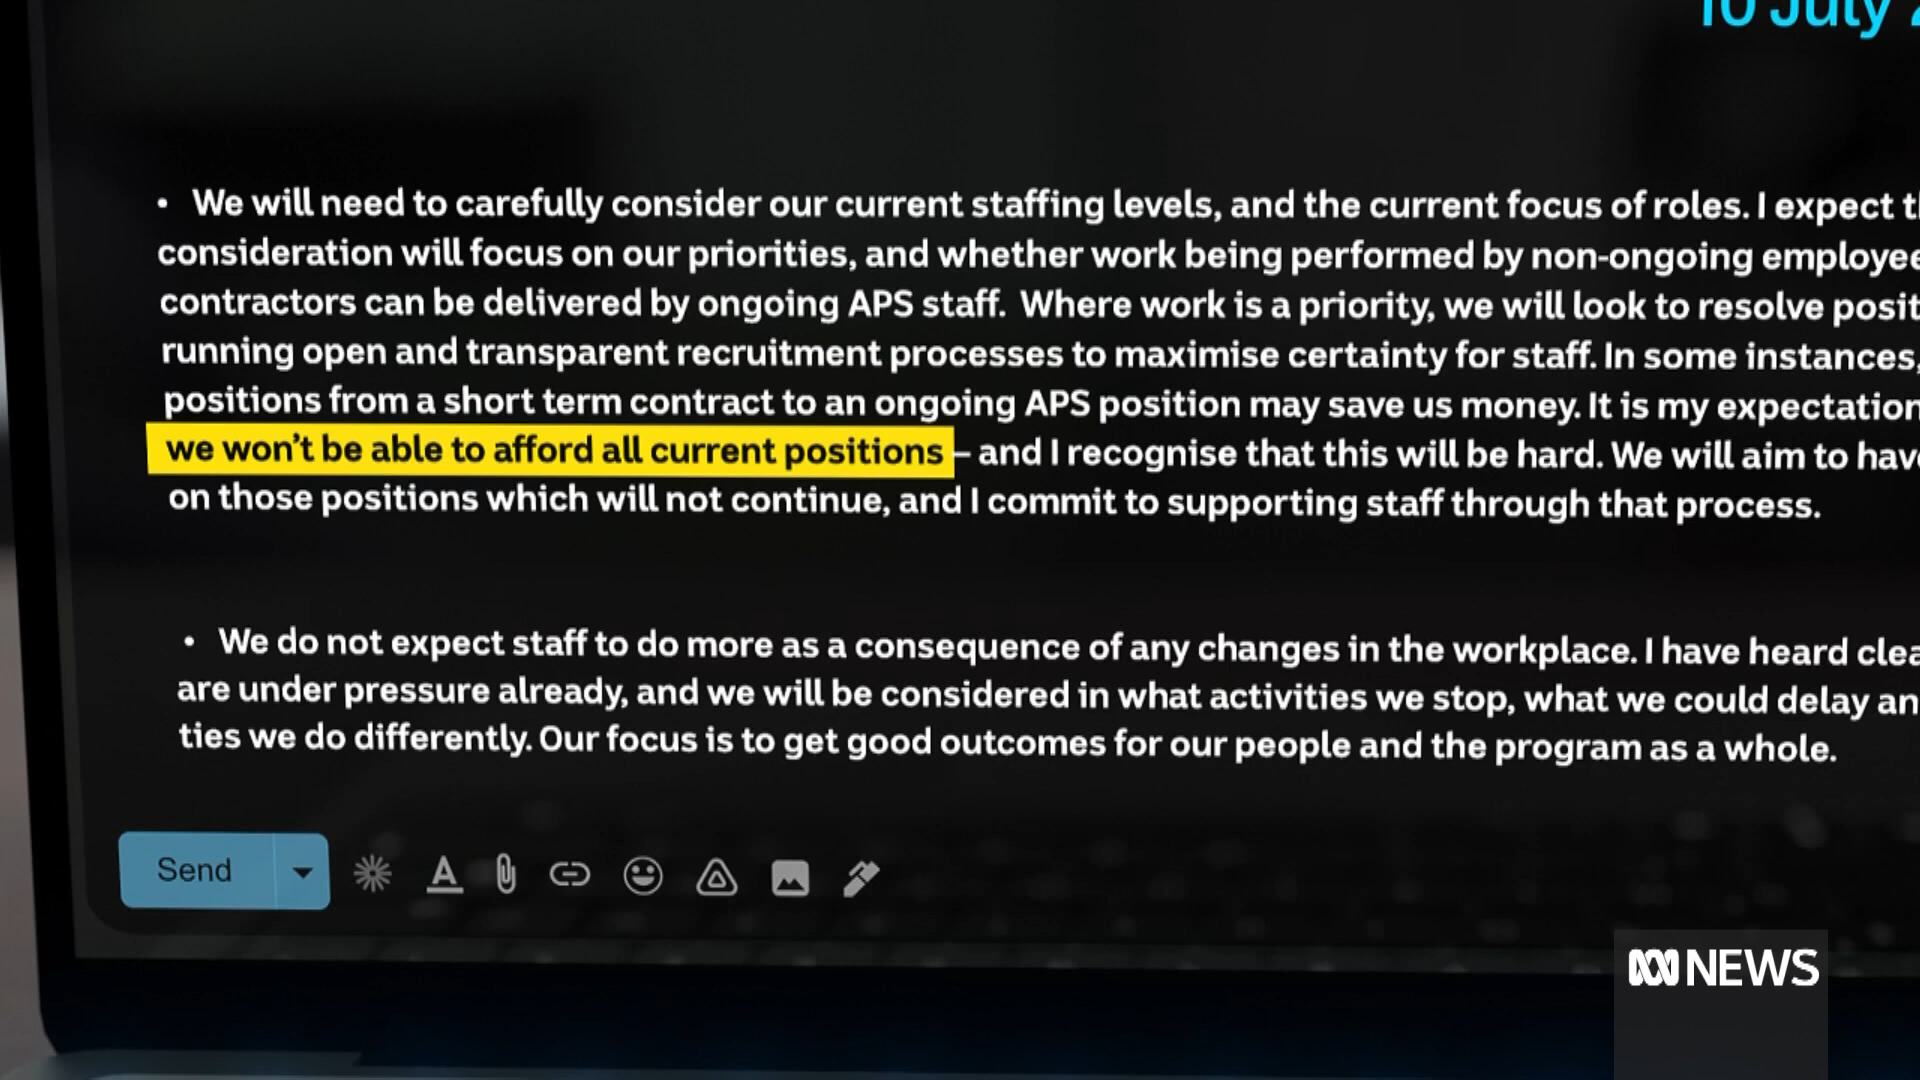 10 July
• We will need to carefully consider our current staffing levels, and the current focus of roles. I expect
consideration will focus on our priorities, and whether work being performed by non-ongoing
contractors can be delivered by ongoing APS staff. Where work is a priority, we will look to resolve
running open and transparent recruitment processes to maximise certainty for staff. In some instances,
positions from a short term contract to an ongoing APS position may save us money. It is my expectation
we won't be able to afford all current positions – and I recognise that this will be hard. We will aim to
on those positions which will not continue, and I commit to supporting staff through that process.
• We do not expect staff to do more as a consequence of any changes in the workplace. I have heard
are under pressure already, and we will be considered in what activities we stop, what we could delay
ties we do differently. Our focus is to get good outcomes for our people and the program as a whole.
Send
NEWS